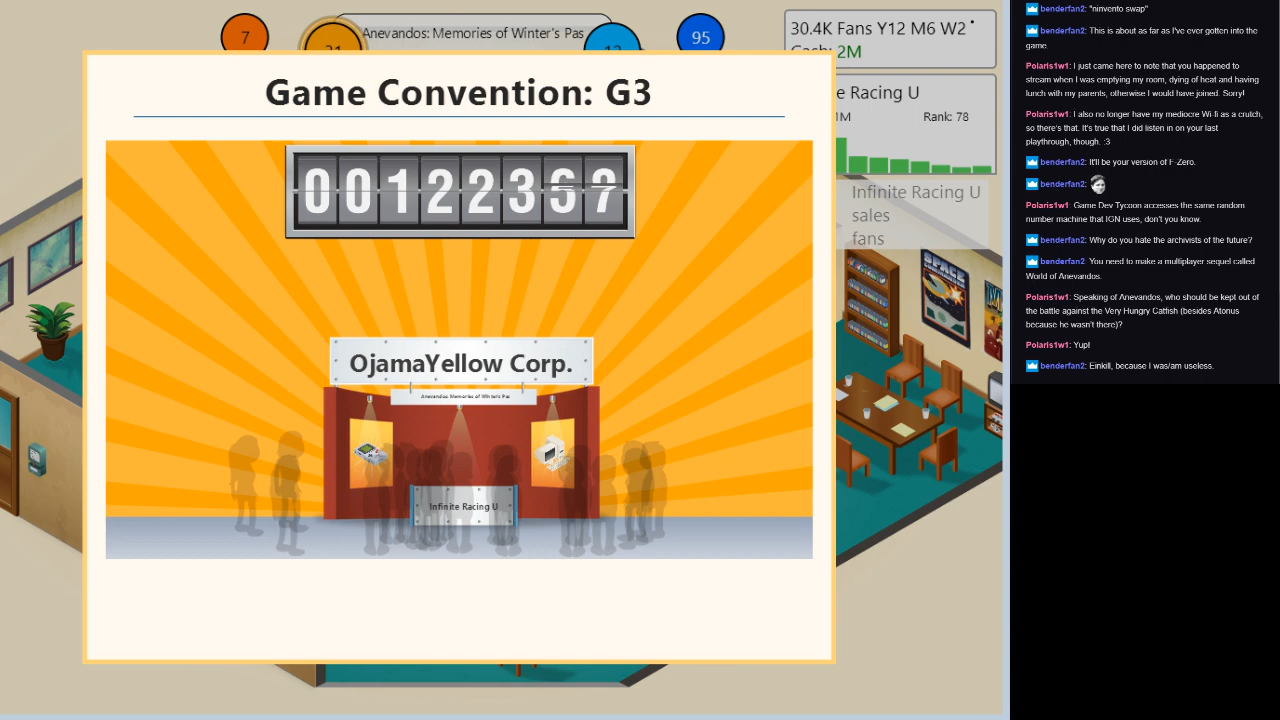 7
Anevandos: Memories of Winter's Pas
95
30.4K Fans Y12 M6 W2
Cash: 2M
e Racing U
1M
Rank: 78
Infinite Racing U
sales
fans
Game Convention: G3
001223
OjamaYellow Corp.
Anevandos: Memories of Winter's Pas
Infinite Racing U
SPACE
benderfan2: "ninvento swap"
benderfan2: This is about as far as I've ever gotten into the
game.
Polaris1w1: I just came here to note that you happened to
stream when I was emptying my room, dying of heat and having
lunch with my parents, otherwise I would have joined. Sorry!
Polaris1w1: I also no longer have my mediocre Wi-fi as a crutch,
so there's that. It's true that I did listen in on your last
playthrough, though. :3
benderfan2: It'll be your version of F-Zero.
benderfan2:
Polaris1w1: Game Dev Tycoon accesses the same random
number machine that IGN uses, don't you know.
benderfan2: Why do you hate the archivists of the future?
benderfan2: You need to make a multiplayer sequel called
World of Anevandos.
Polaris1w1: Speaking of Anevandos, who should be kept out of
the battle against the Very Hungry Catfish (besides Atonus
because he wasn't there)?
Polaris1w1: Yup!
benderfan2: Einkill, because I was/am useless.